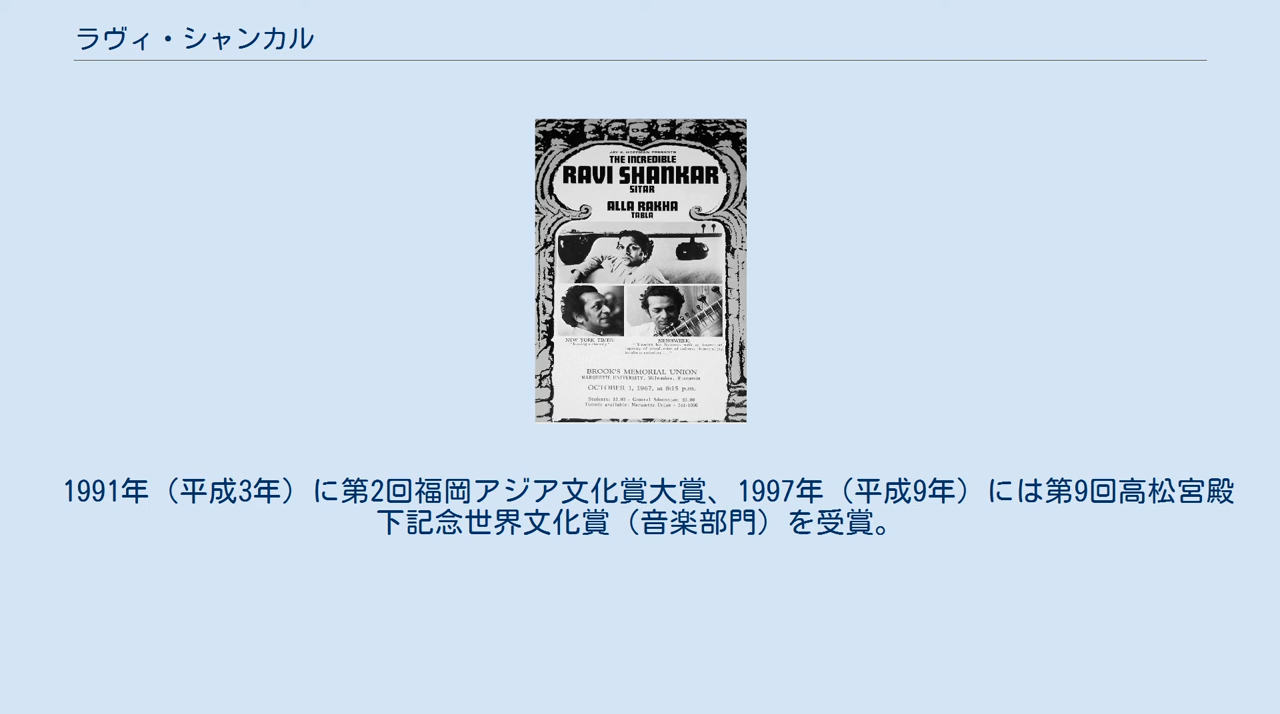 ラヴィ・シャンカル
JAY K. HOFFMAN PRESENTS
THE INCREDIBLE
RAVI SHANKAR
SITAR
ALLA RAKHA
TABLA
NEW YORK TIMES
NEWSWEEK
BROOK'S MEMORIAL UNION
MARQUETTE UNIVERSITY, Milwaukee, Wisconsin
OCTOBER 1, 1967, at 8:15 p.m.
1991年（平成3年）に第2回福岡アジア文化賞大賞、1997年（平成9年）には第9回高松宮殿
下記念世界文化賞（音楽部門）を受賞。